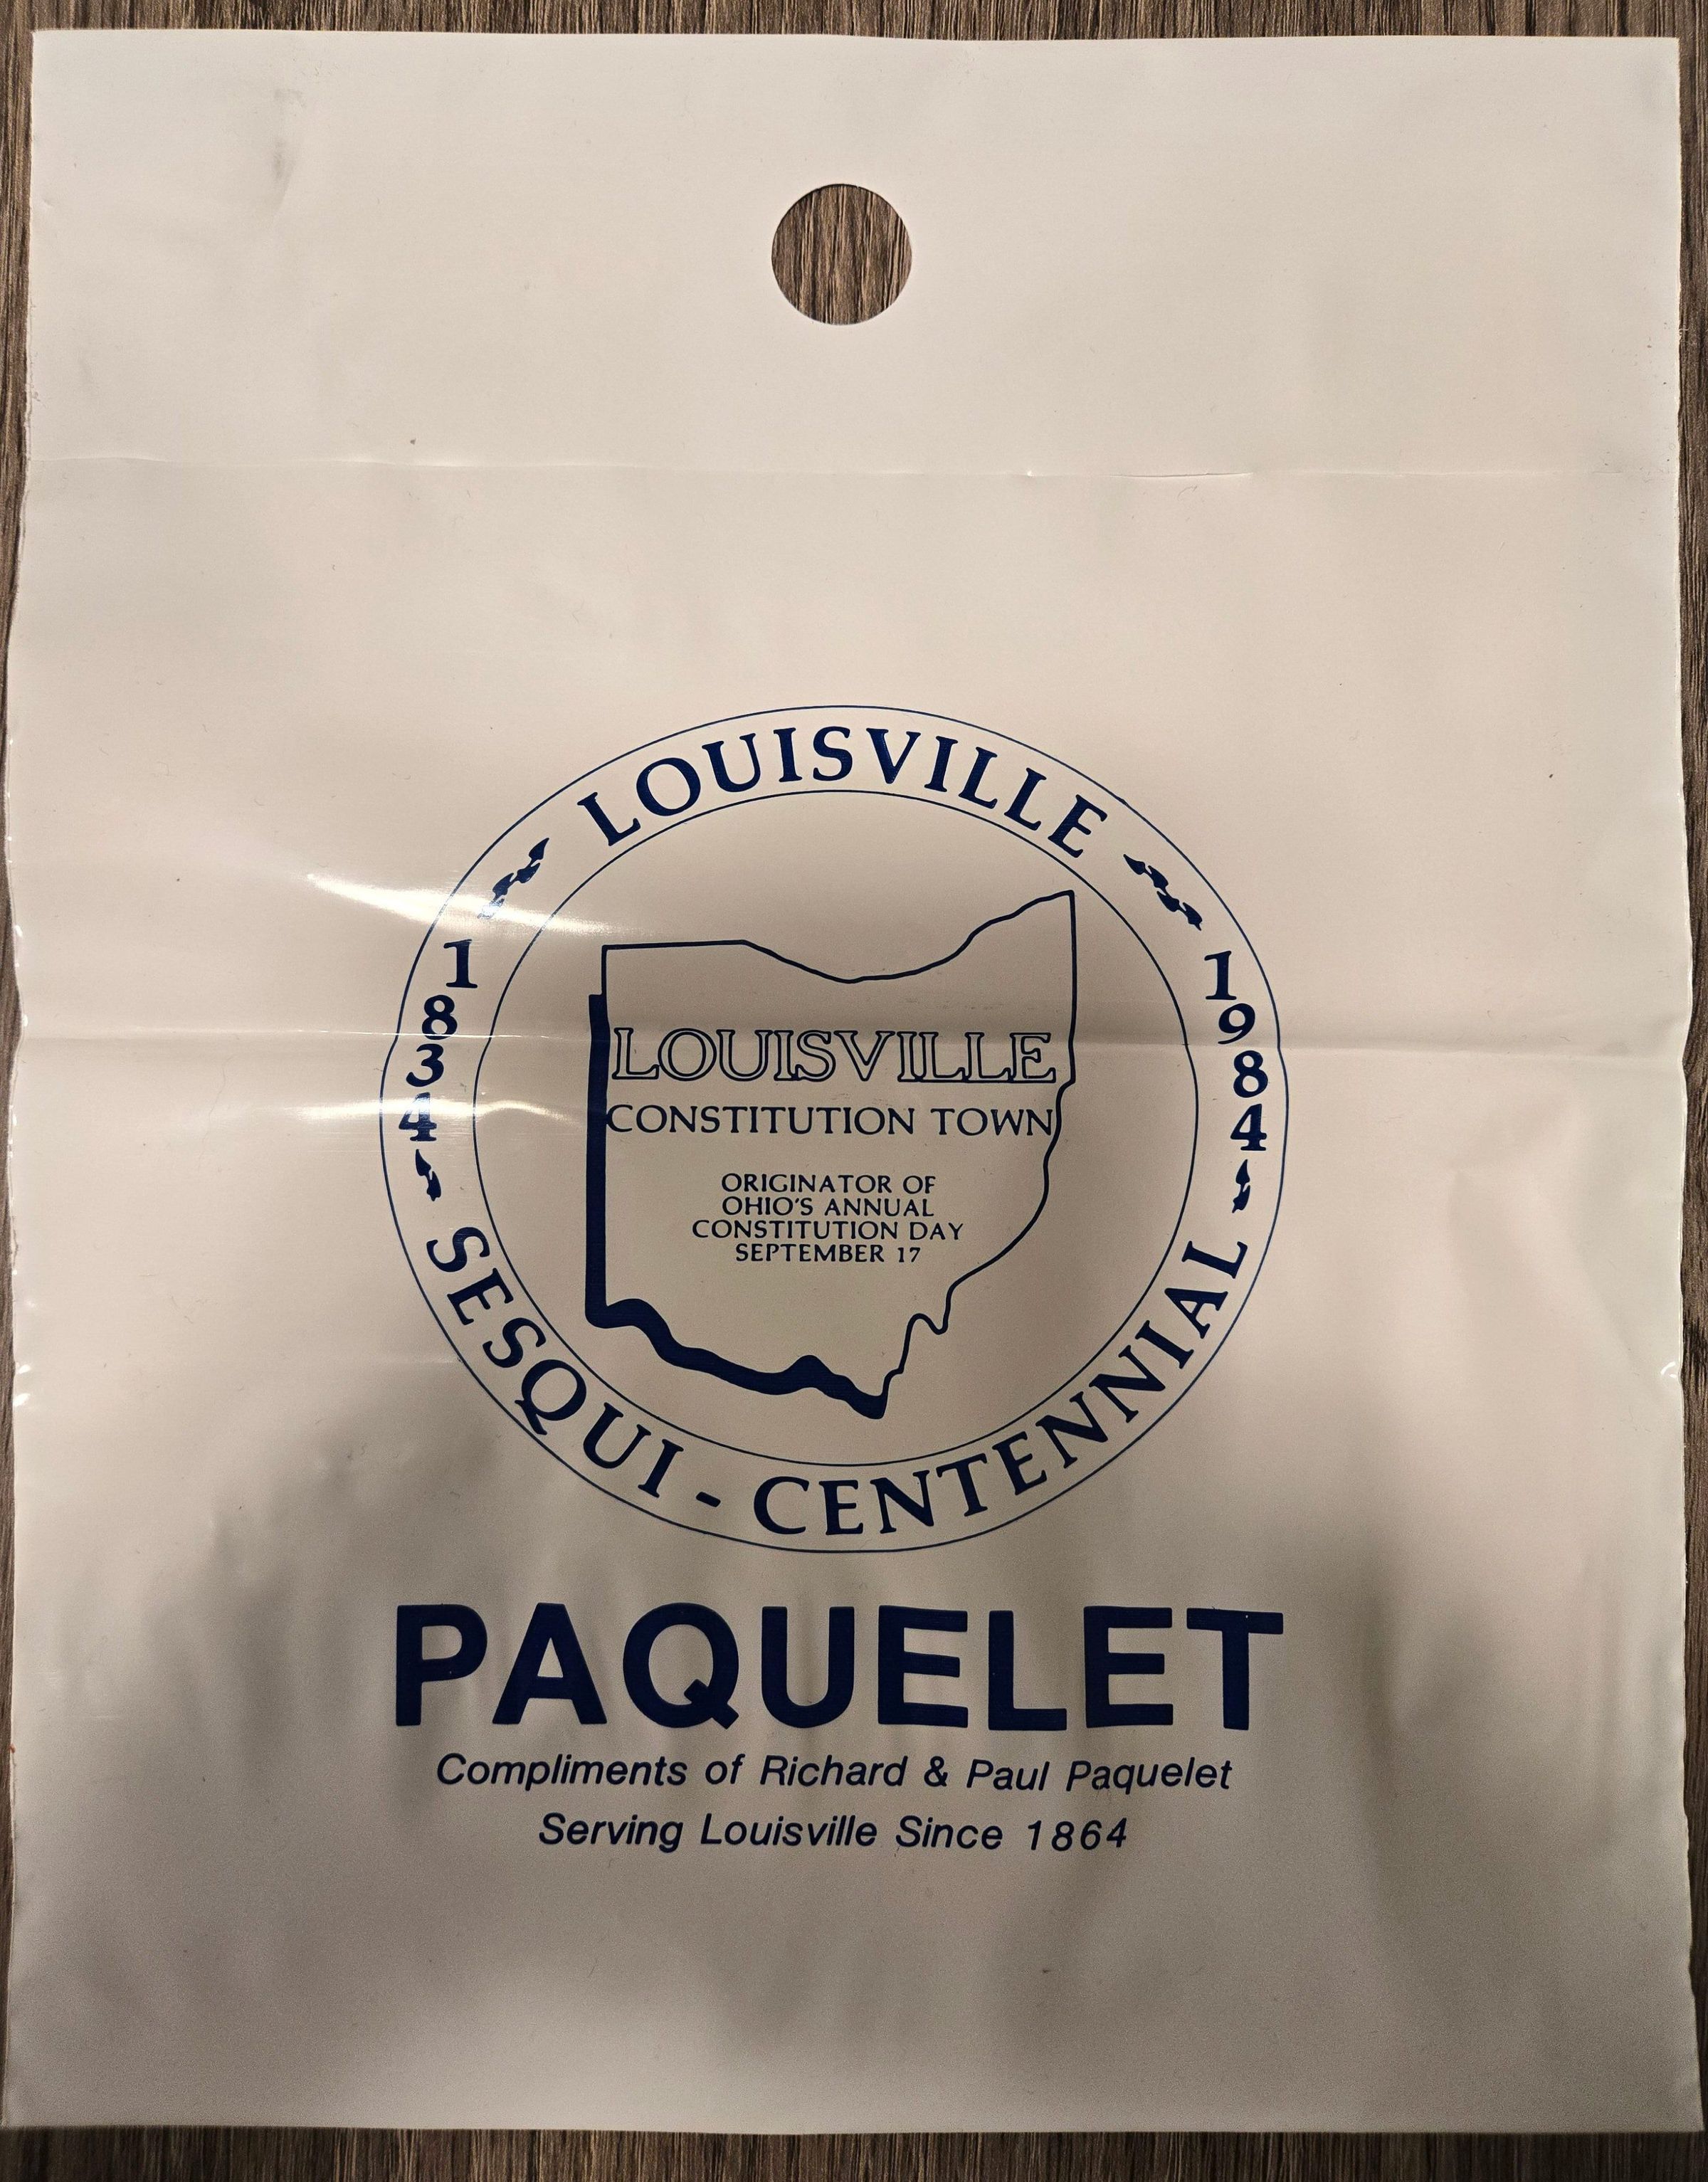 LOUISVILLE
1834
1984
SESQUI - CENTENNIAL
LOUISVILLE
CONSTITUTION TOWN
ORIGINATOR OF
OHIO'S ANNUAL
CONSTITUTION DAY
SEPTEMBER 17
PAQUELET
Compliments of Richard & Paul Paquelet
Serving Louisville Since 1864